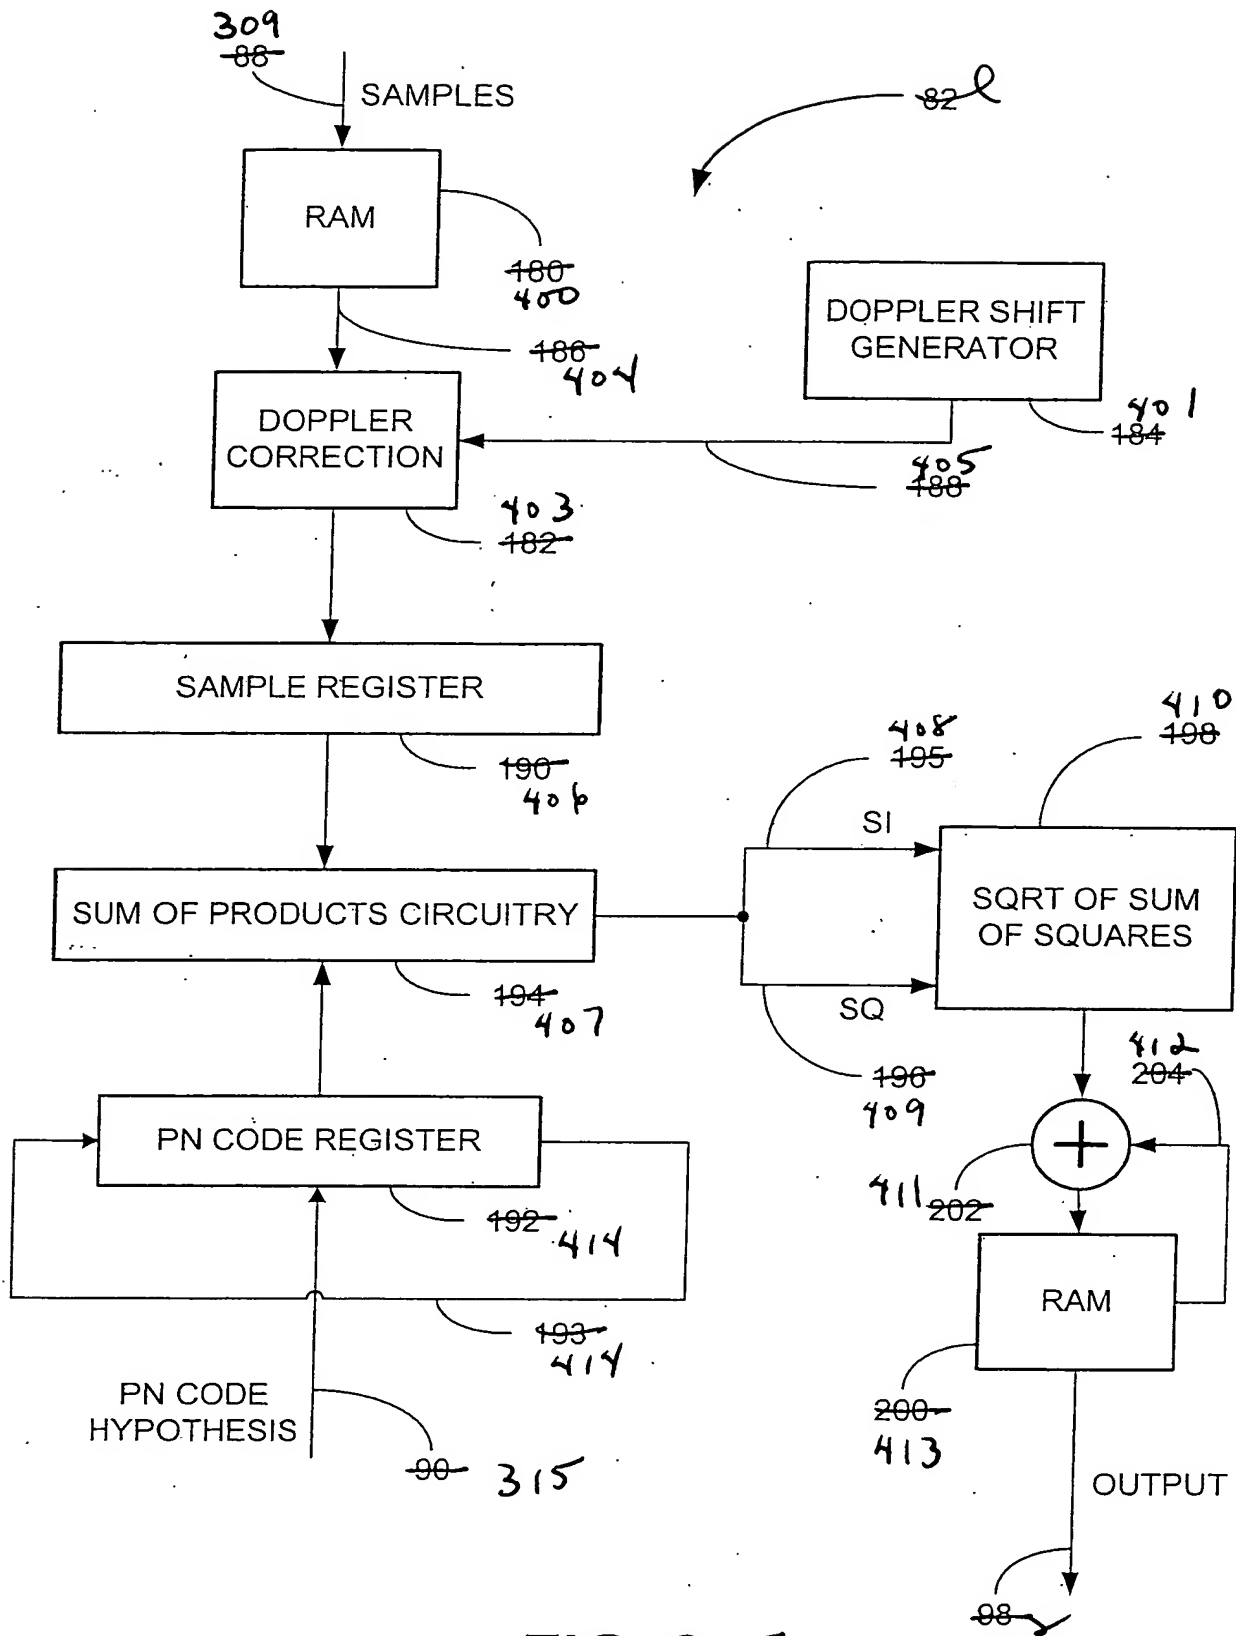 309
88
SAMPLES
82
RAM
180
400
186
404
DOPPLER SHIFT
GENERATOR
401
184
DOPPLER
CORRECTION
405
188
403
182
SAMPLE REGISTER
190
406
408
195
410
198
SI
SUM OF PRODUCTS CIRCUITRY
SQRT OF SUM
OF SQUARES
194
407
SQ
196
409
412
204
PN CODE REGISTER
192
414
411
202
RAM
193
414
PN CODE
HYPOTHESIS
90
315
200
413
OUTPUT
98